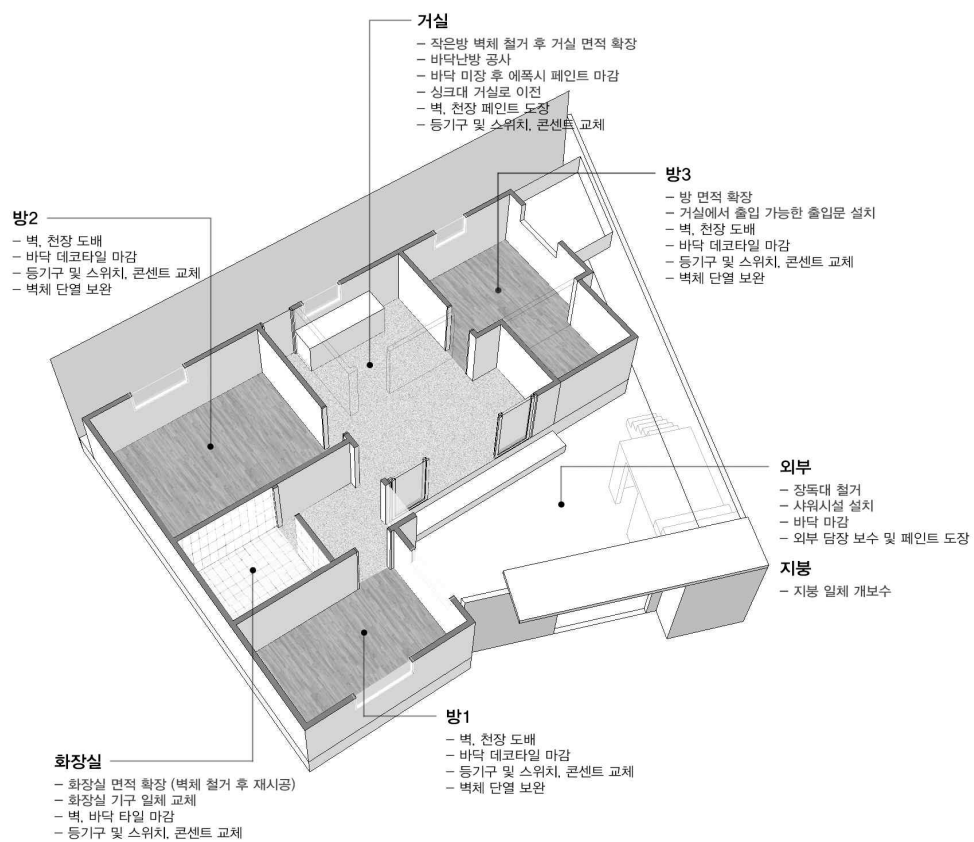 거실
– 작은방 벽체 철거 후 거실 면적 확장
– 바닥난방 공사
– 바닥 미장 후 에폭시 페인트 마감
– 싱크대 거실로 이전
– 벽, 천장 페인트 도장
– 등기구 및 스위치, 콘센트 교체
방3
– 방 면적 확장
– 거실에서 출입 가능한 출입문 설치
– 벽, 천장 도배
– 바닥 데코타일 마감
– 등기구 및 스위치, 콘센트 교체
– 벽체 단열 보완
방2
– 벽, 천장 도배
– 바닥 데코타일 마감
– 등기구 및 스위치, 콘센트 교체
– 벽체 단열 보완
외부
– 장독대 철거
– 샤워시설 설치
– 바닥 마감
– 외부 담장 보수 및 페인트 도장
지붕
– 지붕 일체 개보수
방1
– 벽, 천장 도배
– 바닥 데코타일 마감
– 등기구 및 스위치, 콘센트 교체
– 벽체 단열 보완
화장실
– 화장실 면적 확장 (벽체 철거 후 재시공)
– 화장실 기구 일체 교체
– 벽, 바닥 타일 마감
– 등기구 및 스위치, 콘센트 교체